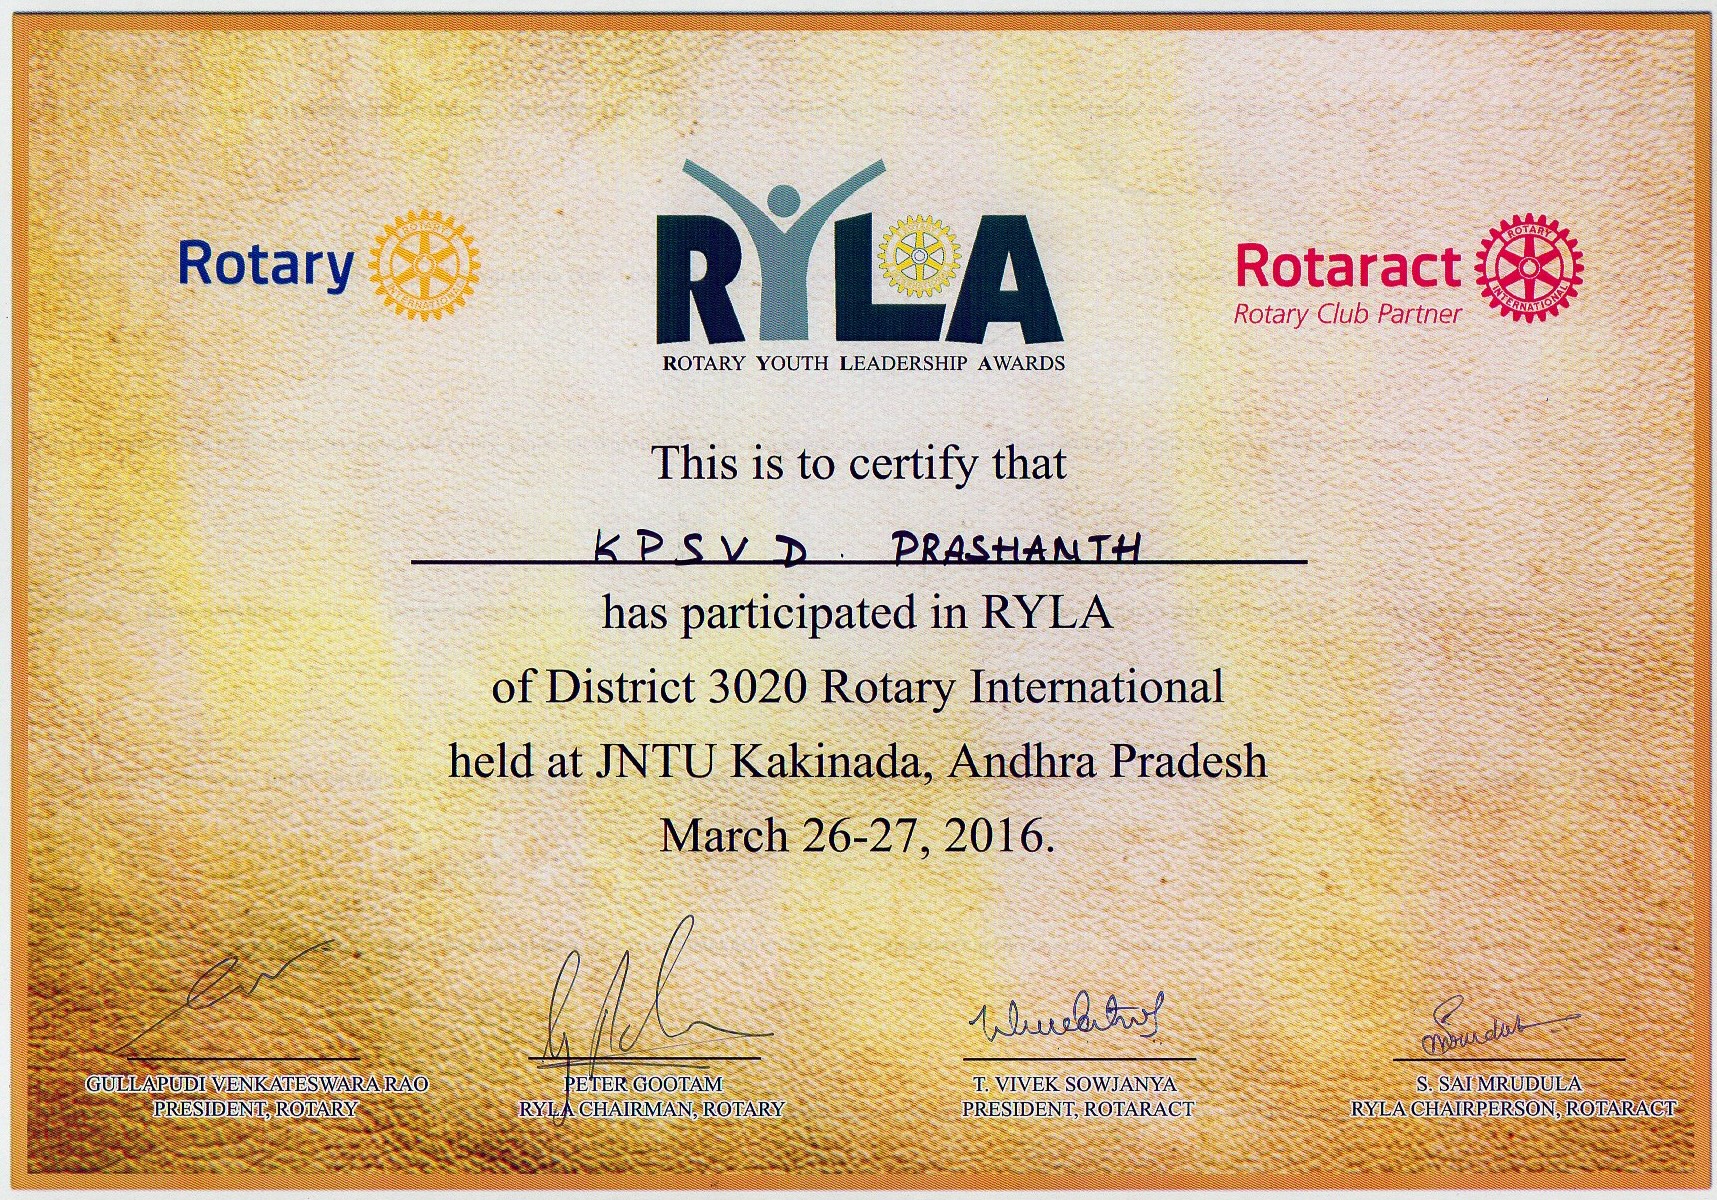 Rotary
ROTARY
INTERNATIONAL
RYLA
ROTARY YOUTH LEADERSHIP AWARDS
Rotaract
Rotary Club Partner
ROTARY
INTERNATIONAL
This is to certify that
K P S V D . PRASHANTH
has participated in RYLA
of District 3020 Rotary International
held at JNTU Kakinada, Andhra Pradesh
March 26-27, 2016.
GULLAPUDI VENKATESWARA RAO
PRESIDENT, ROTARY
PETER GOOTAM
RYLA CHAIRMAN, ROTARY
T. VIVEK SOWJANYA
PRESIDENT, ROTARACT
S. SAI MRUDULA
RYLA CHAIRPERSON, ROTARACT